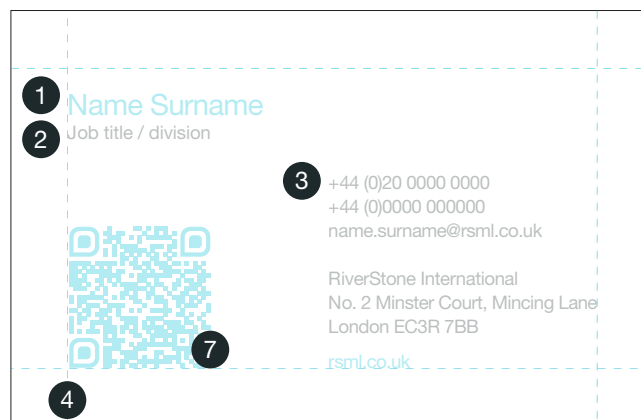 1
Name Surname
2
Job title / division
3
+44 (0)20 0000 0000
+44 (0)0000 000000
name.surname@rsml.co.uk
RiverStone International
No. 2 Minster Court, Mincing Lane
London EC3R 7BB
rsml.co.uk
7
4